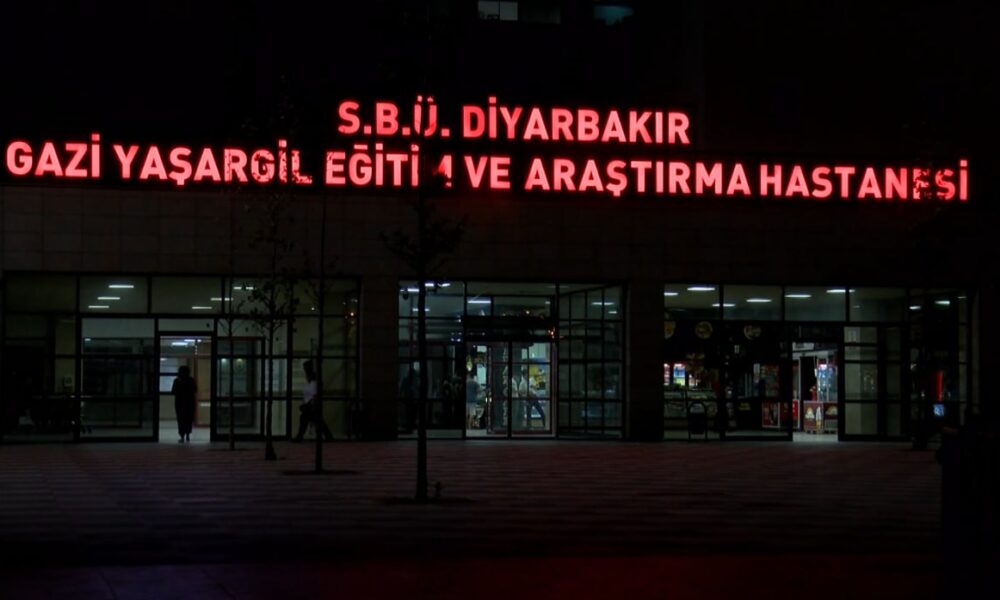 S.B.Ü. DİYARBAKIR
GAZİ YAŞARGİL EĞİTİM VE ARAŞTIRMA HASTANESİ